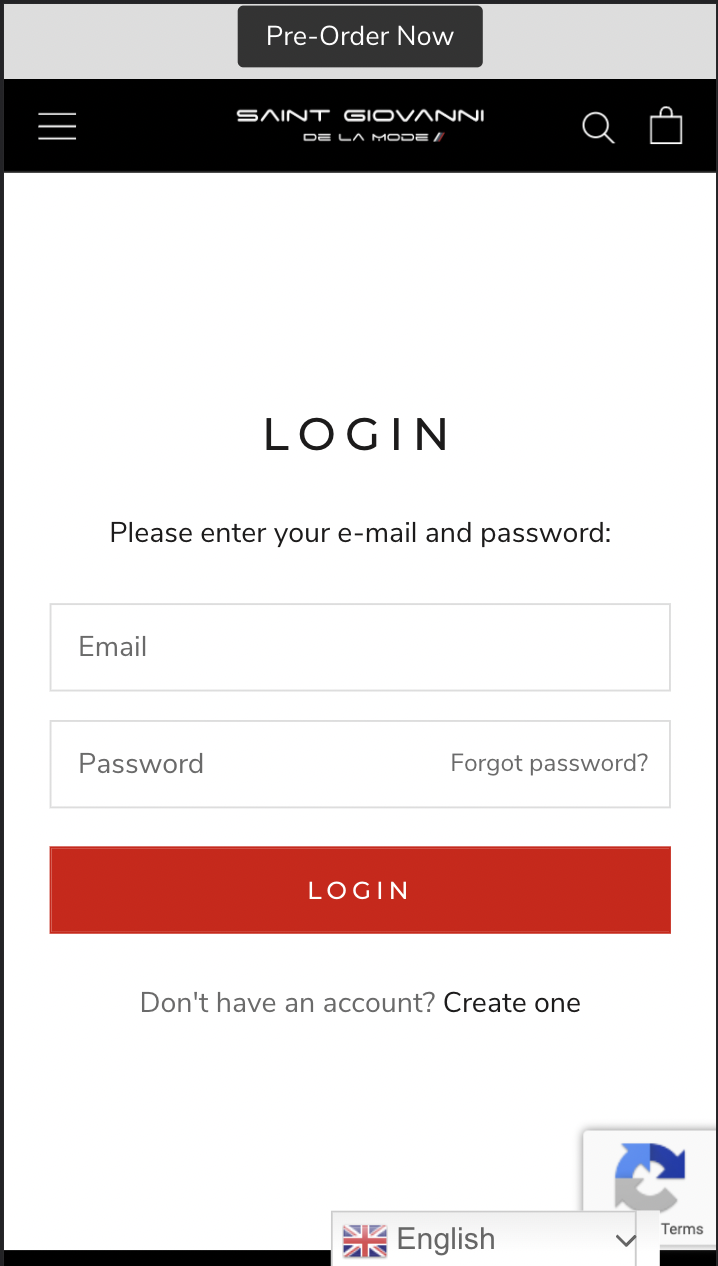 Pre-Order Now
SAINT GIOVANNI
DE LA MODE //
LOGIN
Please enter your e-mail and password:
Email
Password
Forgot password?
LOGIN
Don't have an account? Create one
Terms
English